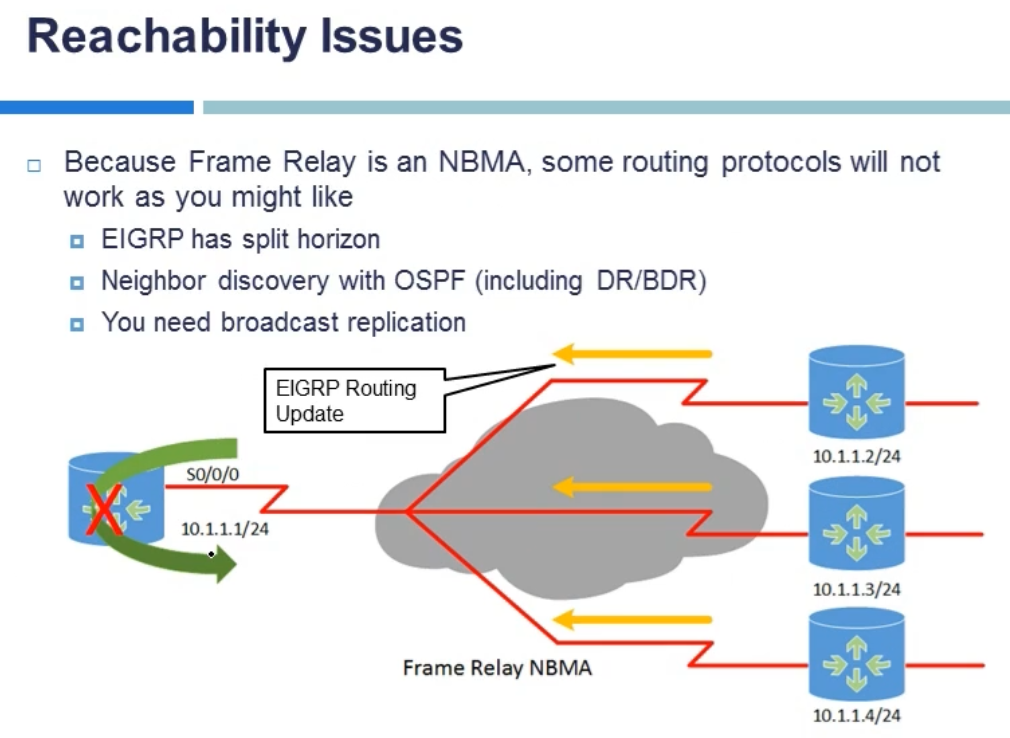 Reachability Issues
Because Frame Relay is an NBMA, some routing protocols will not
work as you might like
EIGRP has split horizon
Neighbor discovery with OSPF (including DR/BDR)
You need broadcast replication
EIGRP Routing
Update
10.1.1.2/24
S0/0/0
10.1.1.1/24
10.1.1.3/24
Frame Relay NBMA
10.1.1.4/24